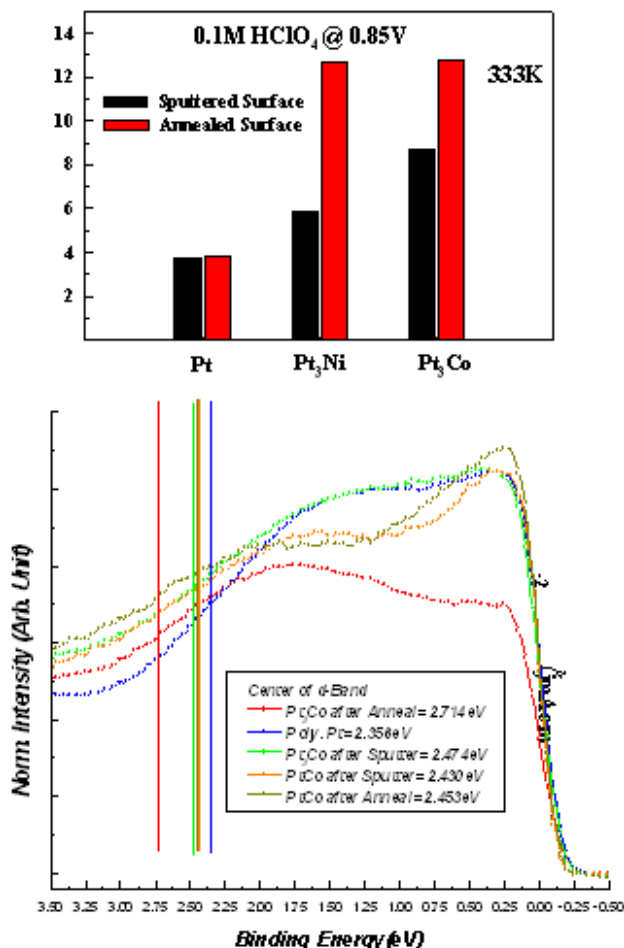 14
0.1M HClO₄ @ 0.85V
12
333K
Sputtered Surface
10
Annealed Surface
8
6
4
2
Pt Pt₃Ni Pt₃Co
Norm Intensity (Arb. Unit)
Center of d-Band
Pt₃Co after Anneal = 2.714 eV
Poly. Pt = 2.356 eV
Pt₃Co after Sputter = 2.474 eV
PtCo after Sputter = 2.430 eV
PtCo after Anneal = 2.453 eV
3.50 3.25 3.00 2.75 2.50 2.25 2.00 1.75 1.50 1.25 1.00 0.75 0.50 0.25 0.00 -0.25 -0.50
Binding Energy (eV)